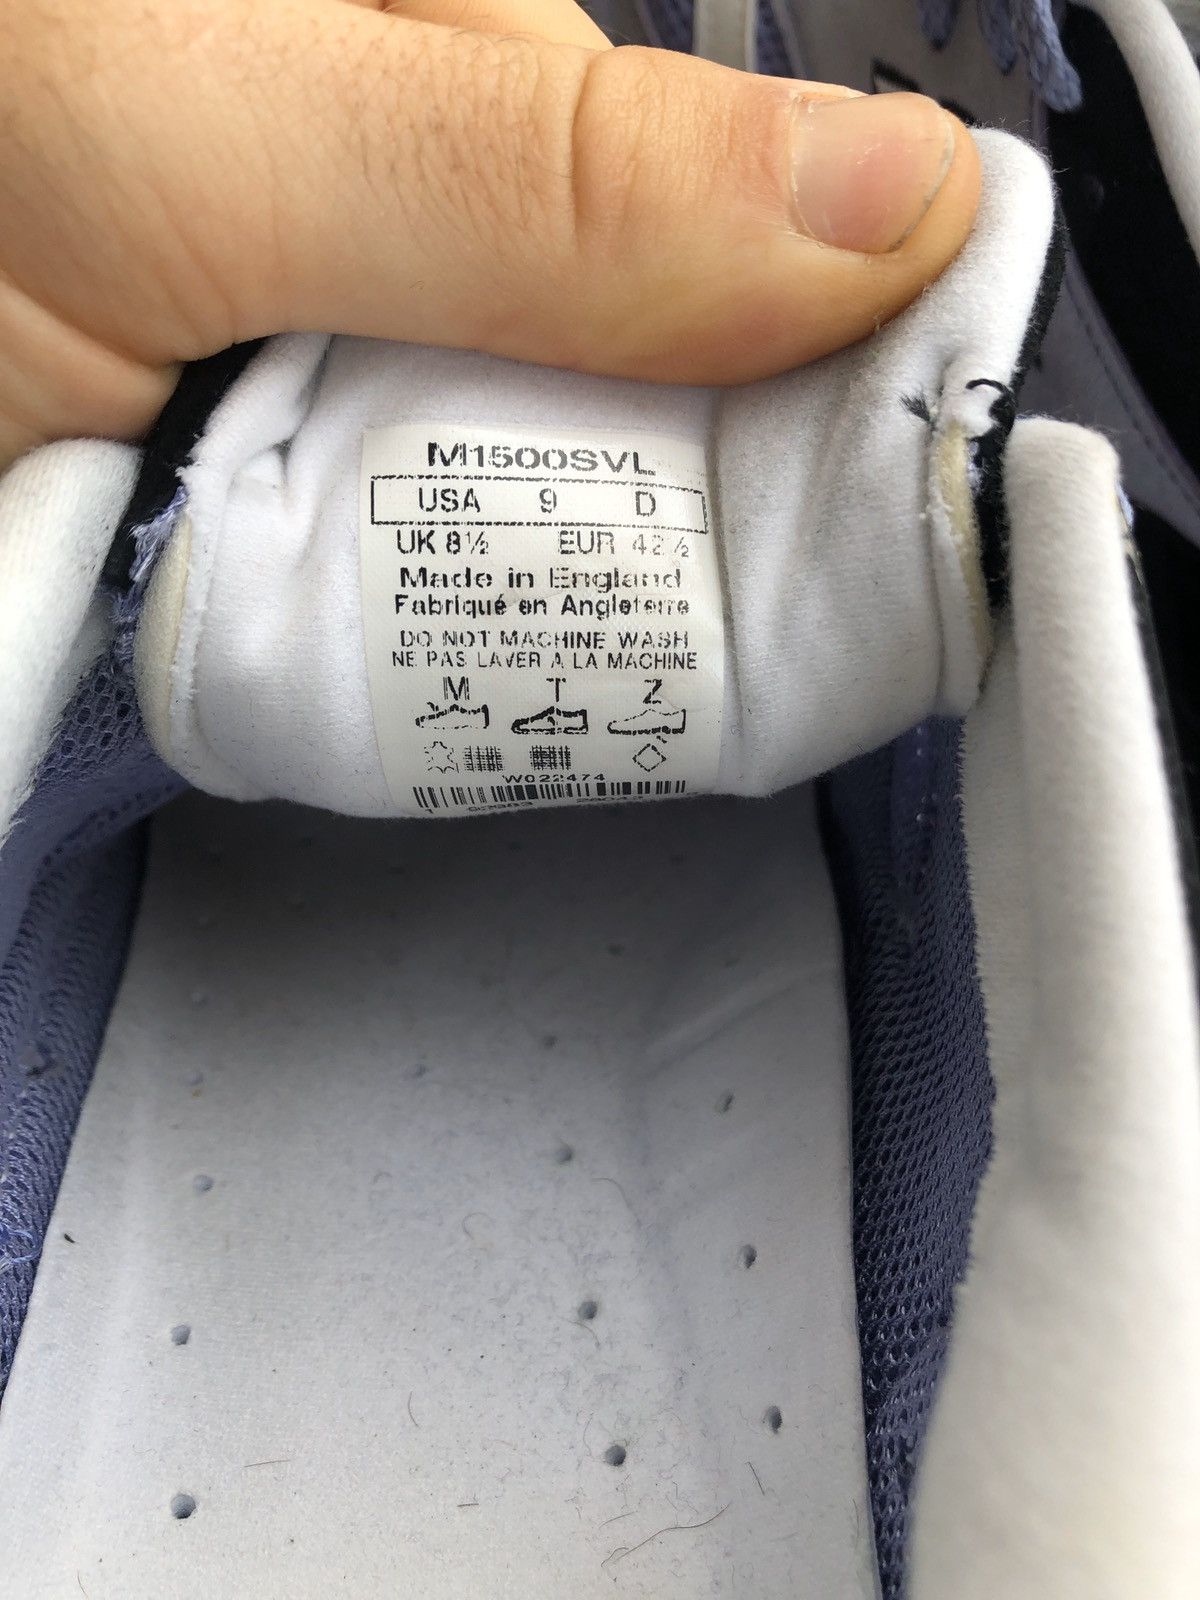 M1500SVL
USA 9 D
UK 8½ EUR 42½
Made in England
Fabriqué en Angleterre
DO NOT MACHINE WASH
NE PAS LAVER A LA MACHINE
M T Z
W022474
1